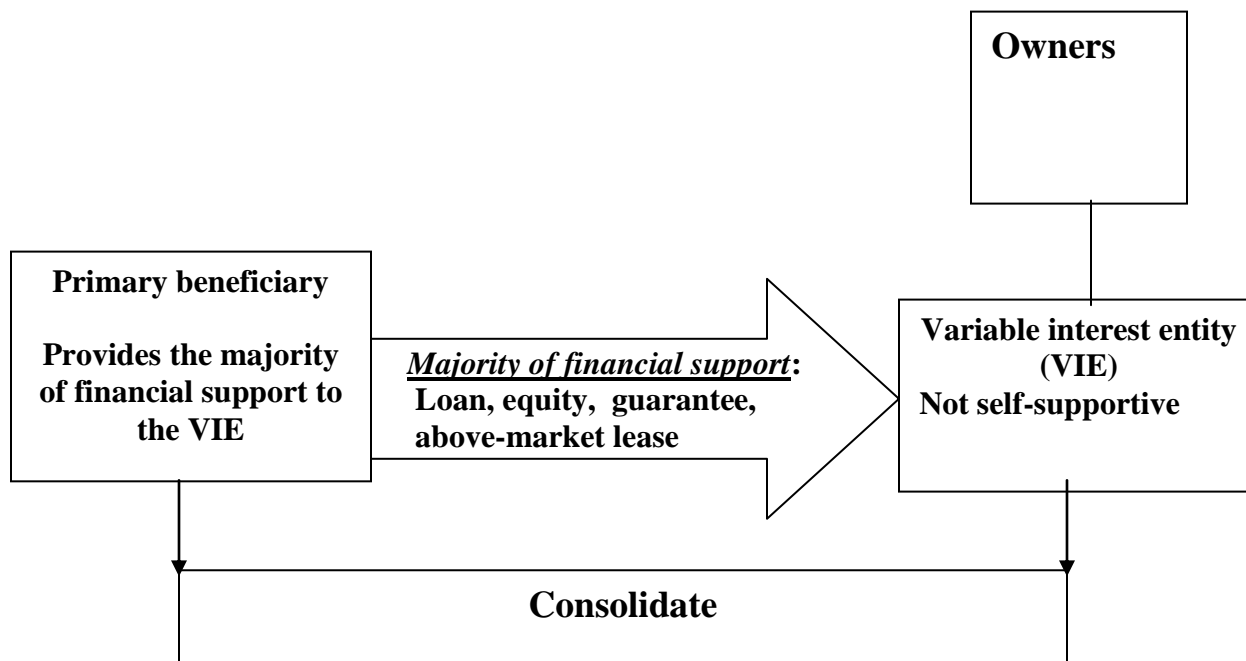 Owners
Primary beneficiary
Provides the majority
of financial support to
the VIE
Majority of financial support:
Loan, equity, guarantee,
above-market lease
Variable interest entity
(VIE)
Not self-supportive
Consolidate